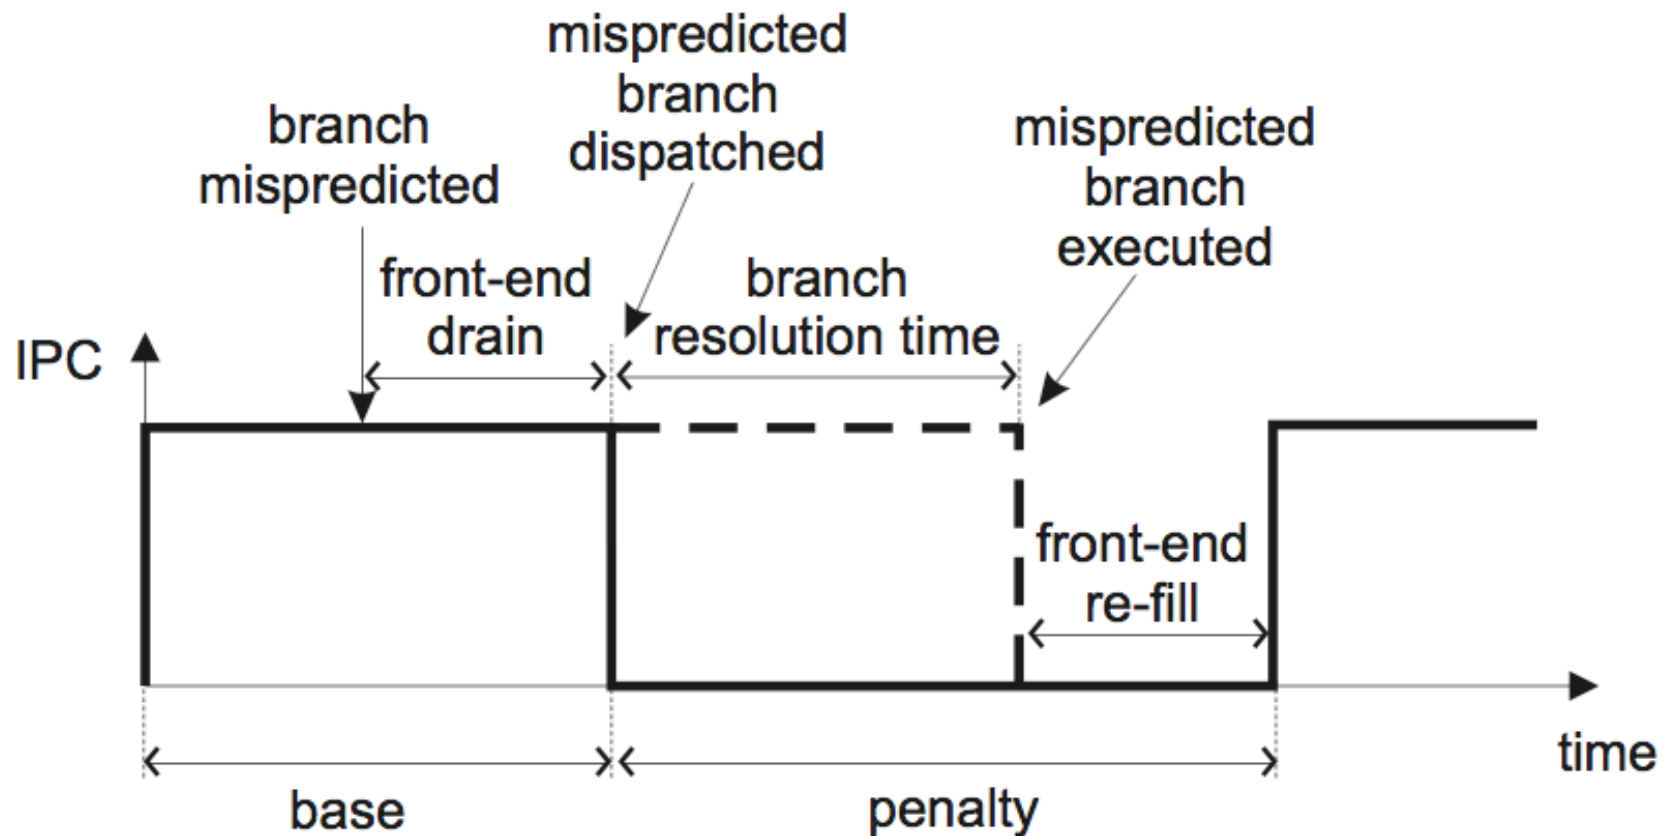 mispredicted
branch
dispatched
branch
mispredicted
mispredicted
branch
executed
front-end
drain
branch
resolution time
IPC
front-end
re-fill
time
base
penalty